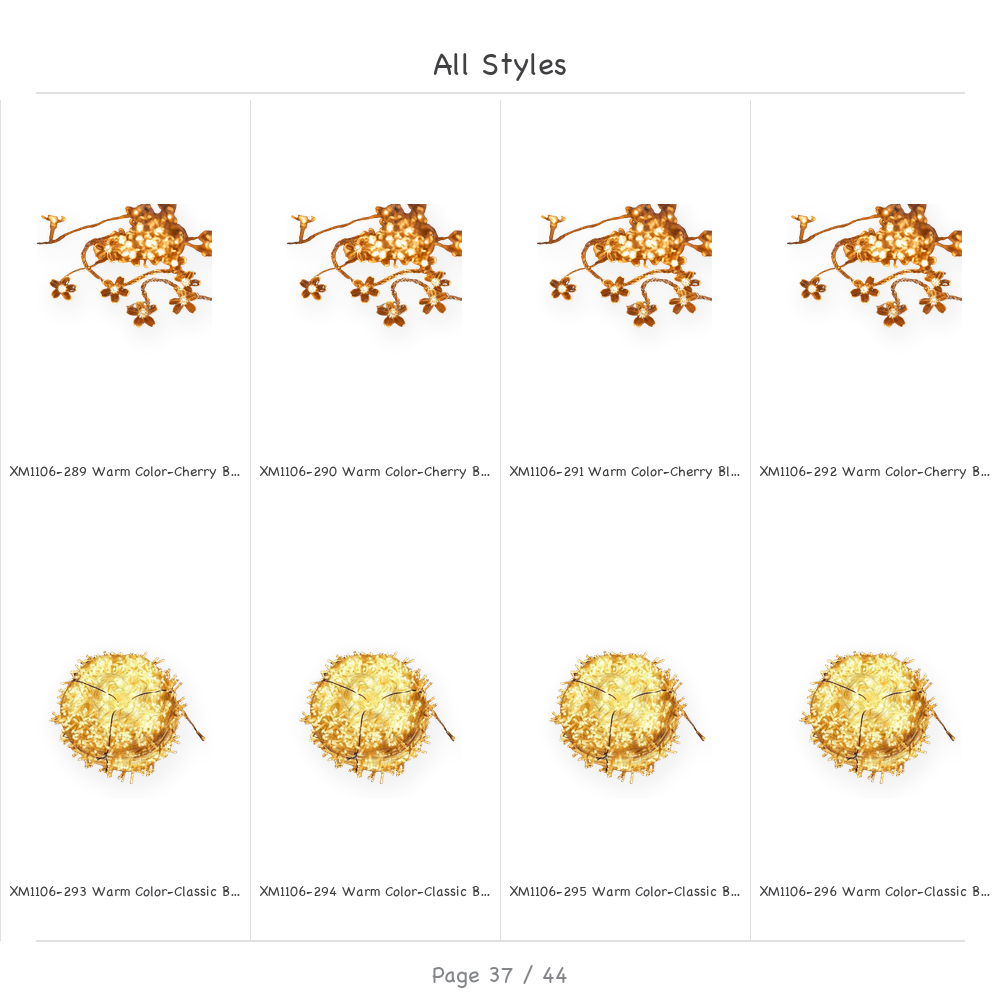 All Styles
XM1106-289 Warm Color-Cherry B...
XM1106-290 Warm Color-Cherry B...
XM1106-291 Warm Color-Cherry Bl...
XM1106-292 Warm Color-Cherry B...
XM1106-293 Warm Color-Classic B...
XM1106-294 Warm Color-Classic B...
XM1106-295 Warm Color-Classic B...
XM1106-296 Warm Color-Classic B...
Page 37 / 44